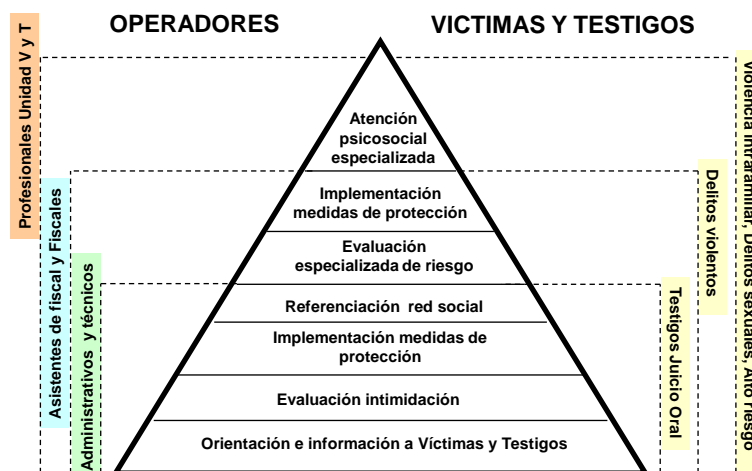 OPERADORES
VICTIMAS Y TESTIGOS
Profesionales Unidad V y T
Asistentes de fiscal y Fiscales
Administrativos y técnicos
Atención
psicosocial
especializada
Implementación
medidas de protección
Evaluación
especializada de riesgo
Referenciación red social
Implementación medidas de
protección
Evaluación intimidación
Orientación e información a Víctimas y Testigos
Testigos Juicio Oral
Delitos violentos
Violencia Intrafamiliar, Delitos sexuales, Alto riesgo